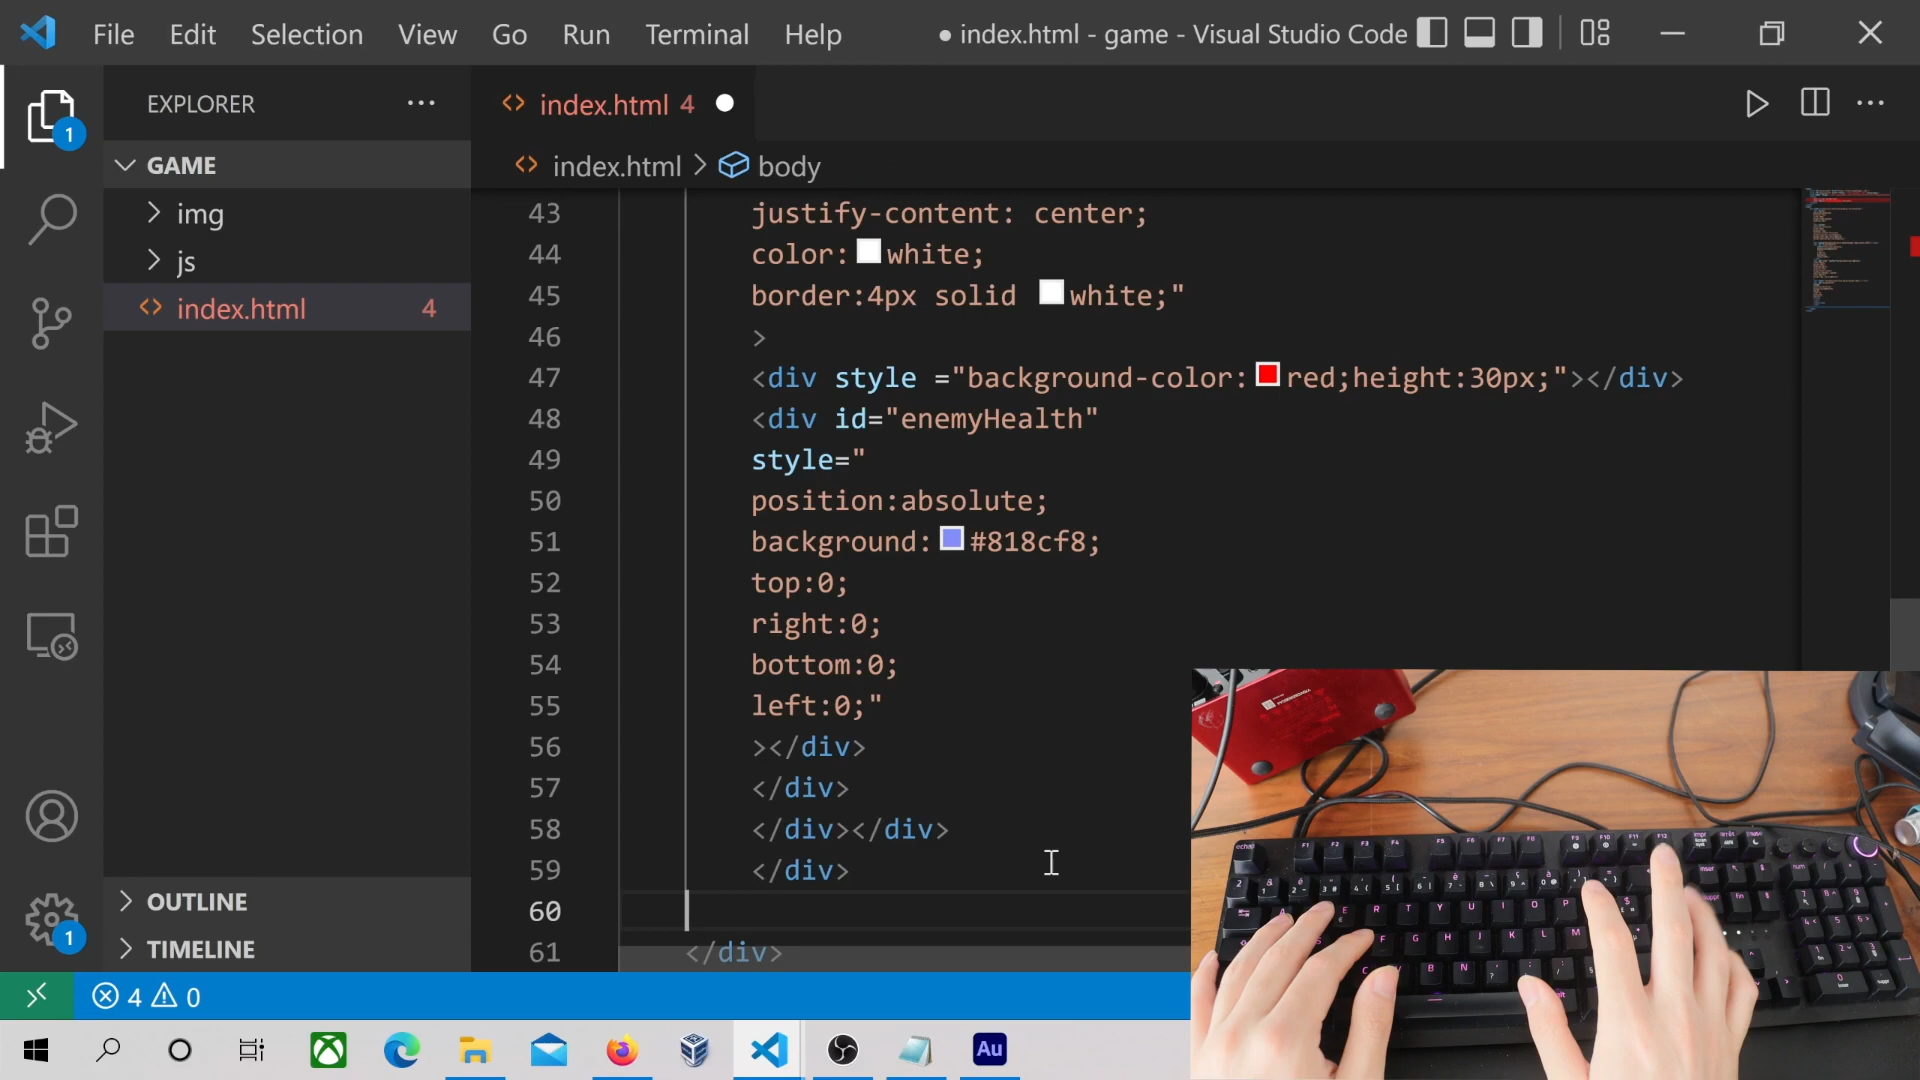 File Edit Selection View Go Run Terminal Help
● index.html - game - Visual Studio Code
EXPLORER
index.html 4
index.html > body
GAME
img
js
index.html 4
1
43 justify-content: center;
44 color: white;
45 border:4px solid white;"
46 >
47 <div style ="background-color: red;height:30px;"></div>
48 <div id="enemyHealth"
49 style="
50 position:absolute;
51 background: #818cf8;
52 top:0;
53 right:0;
54 bottom:0;
55 left:0;"
56 ></div>
57 </div>
58 </div></div>
59 </div>
60
61 </div>
OUTLINE
TIMELINE
1
4 0
Au